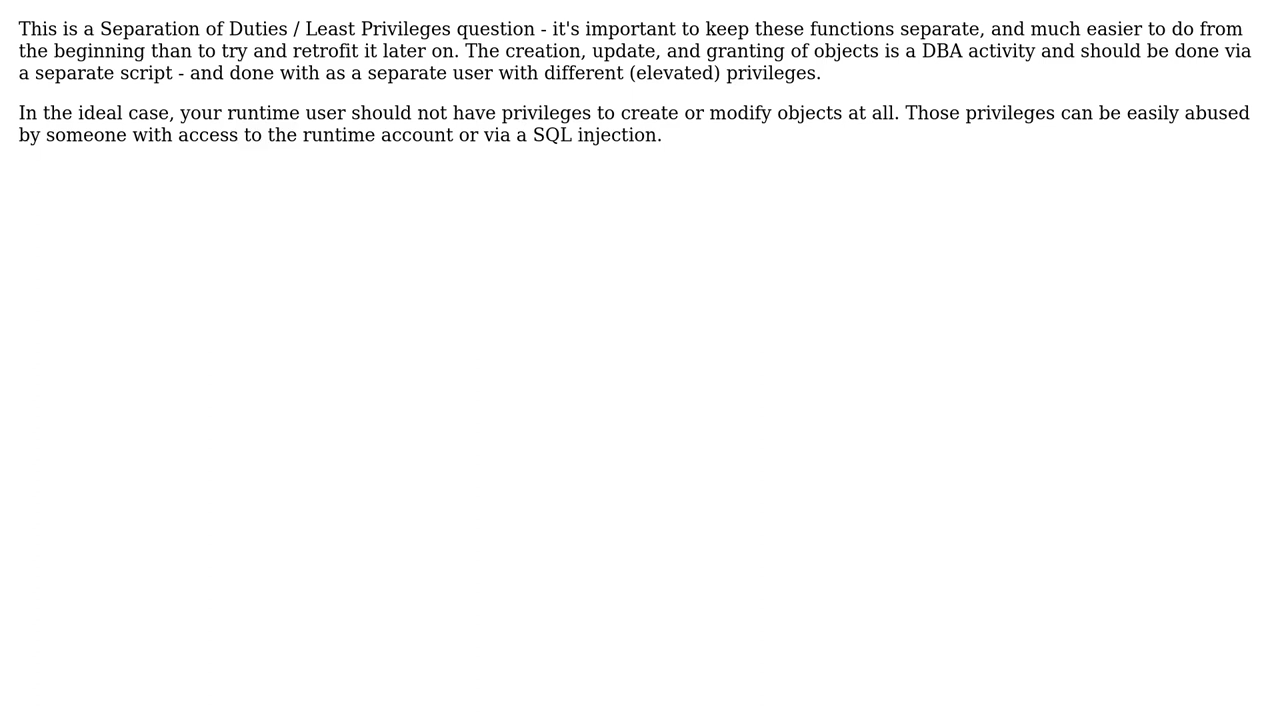 This is a Separation of Duties / Least Privileges question - it's important to keep these functions separate, and much easier to do from
the beginning than to try and retrofit it later on. The creation, update, and granting of objects is a DBA activity and should be done via
a separate script - and done with as a separate user with different (elevated) privileges.
In the ideal case, your runtime user should not have privileges to create or modify objects at all. Those privileges can be easily abused
by someone with access to the runtime account or via a SQL injection.